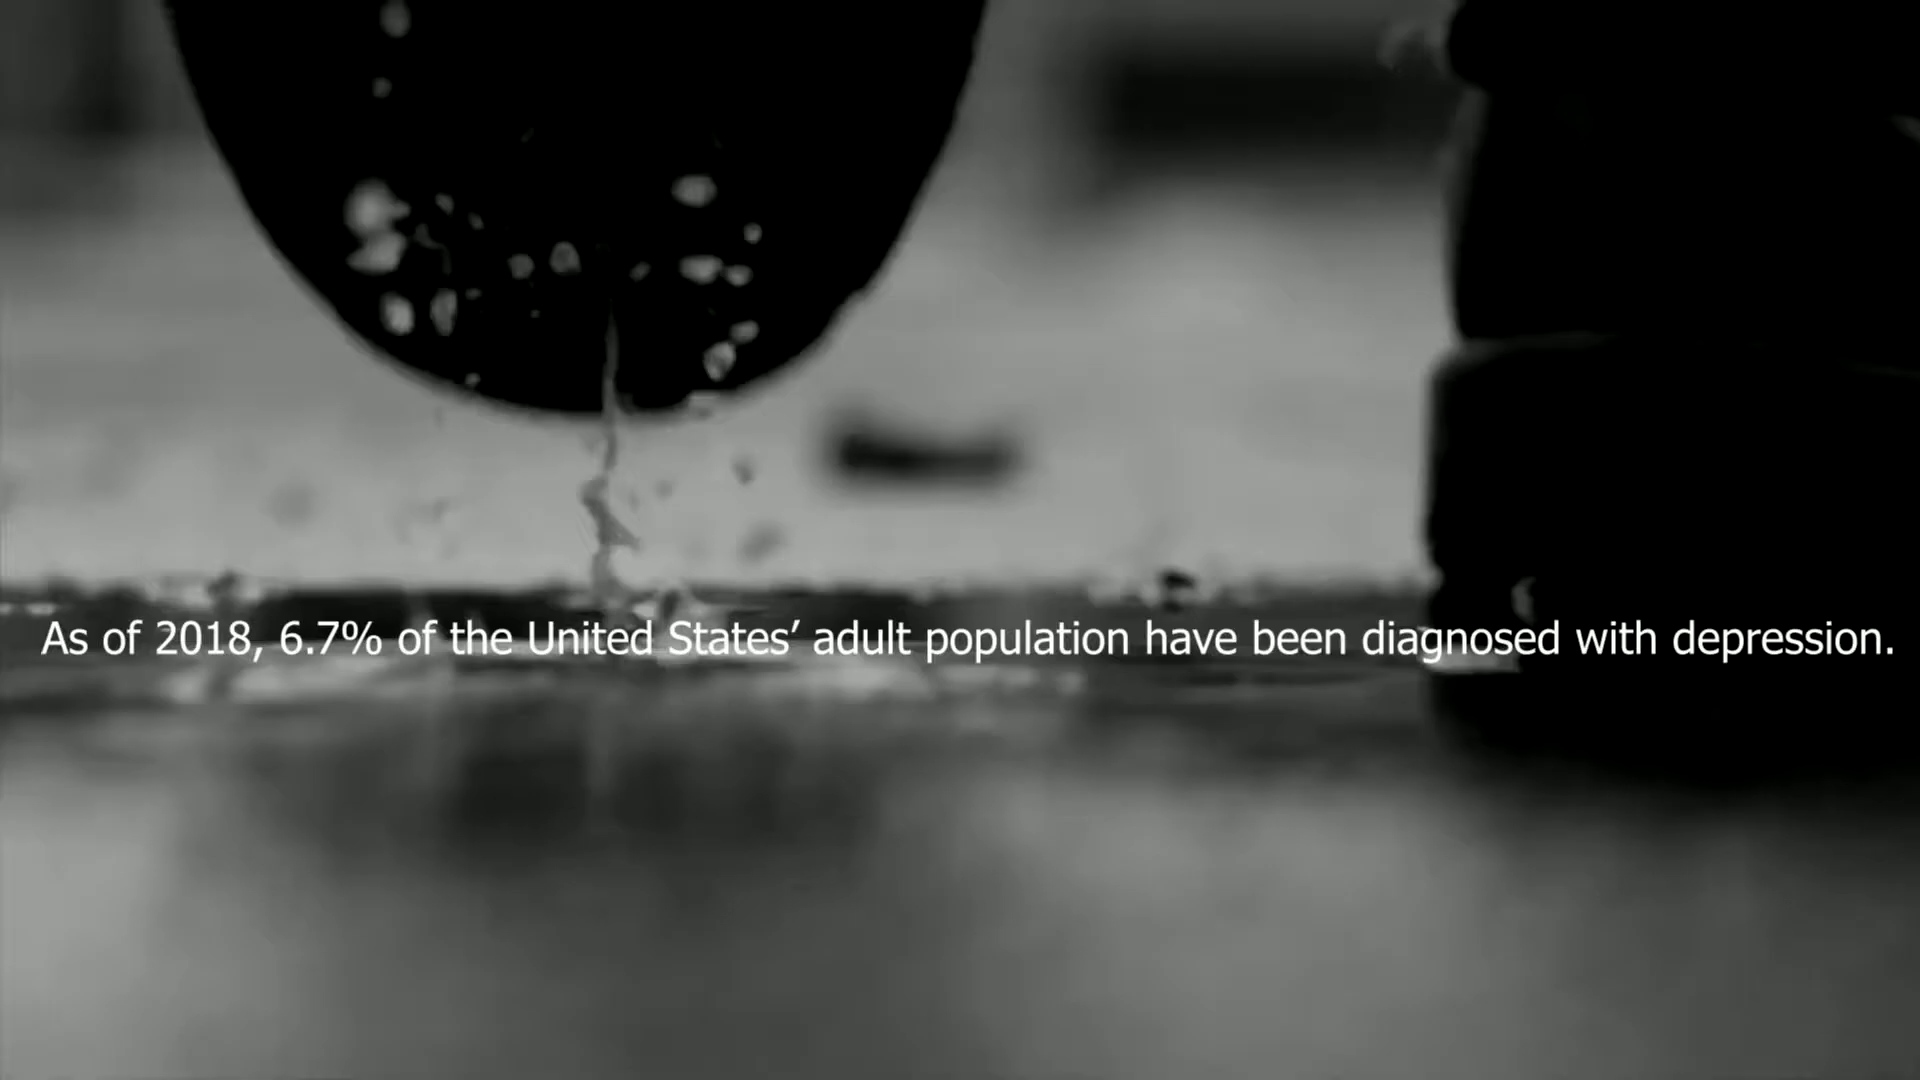 As of 2018, 6.7% of the United States’ adult population have been diagnosed with depression.